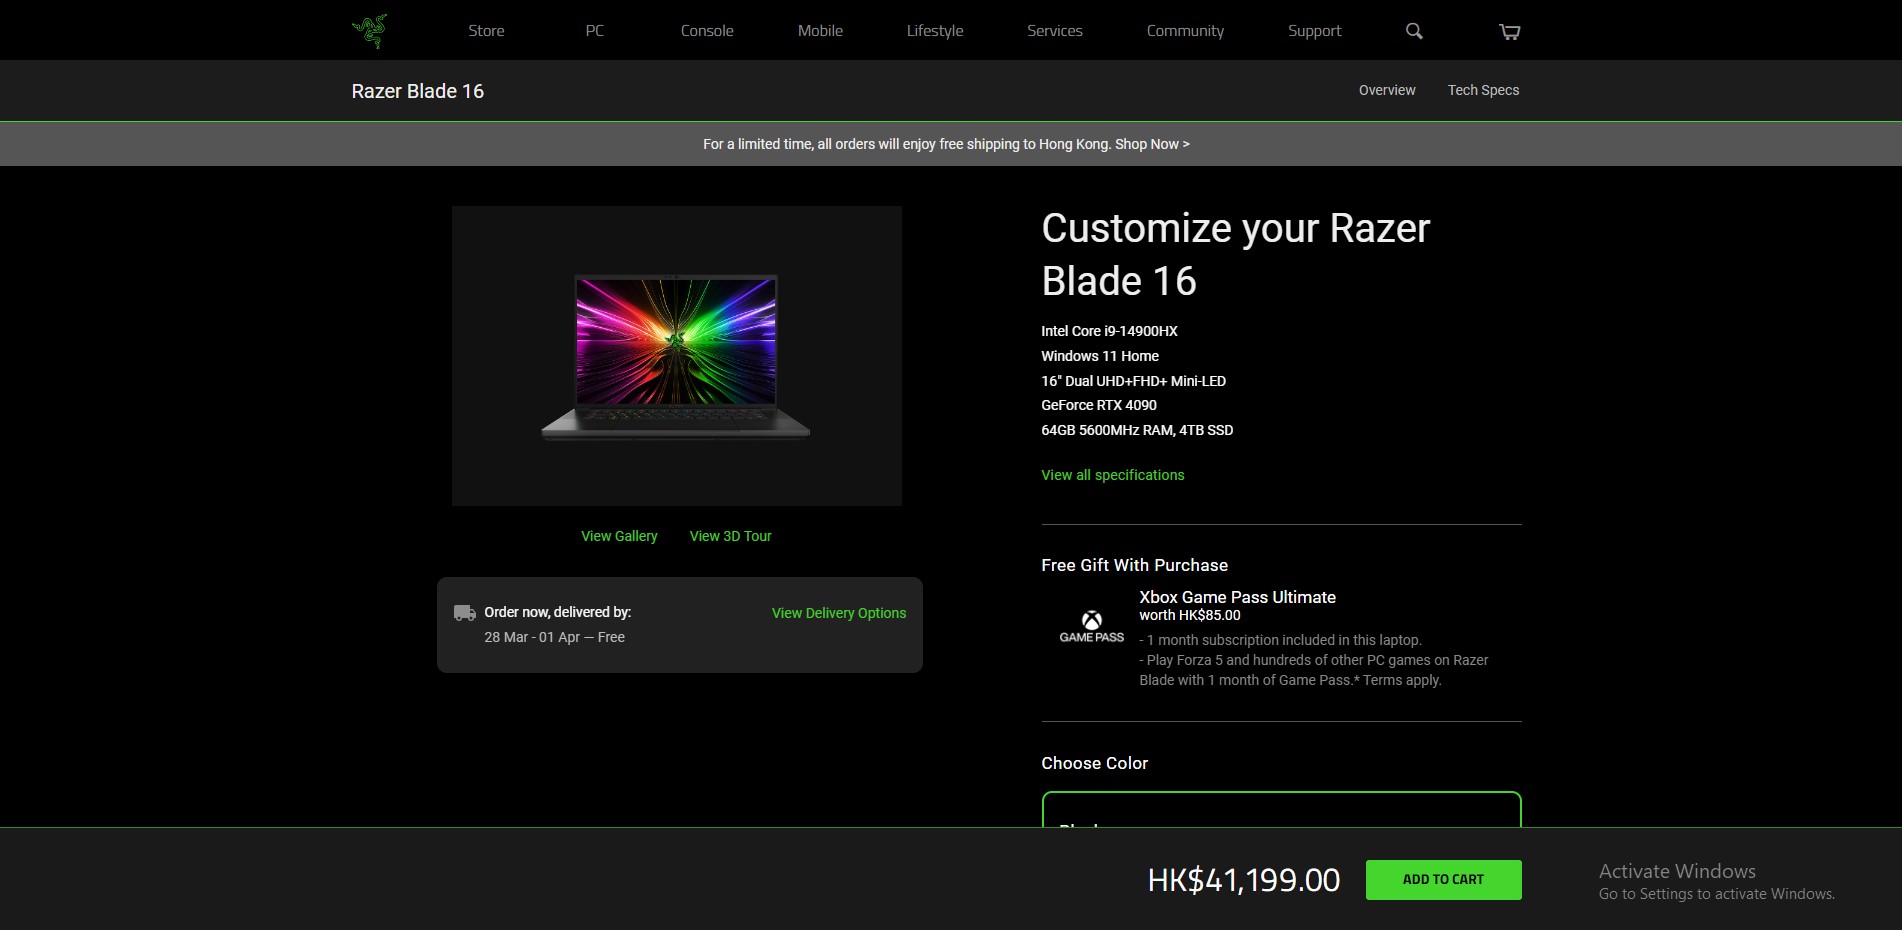 Store PC Console Mobile Lifestyle Services Community Support
Razer Blade 16
Overview Tech Specs
For a limited time, all orders will enjoy free shipping to Hong Kong. Shop Now >
Customize your Razer
Blade 16
Intel Core i9-14900HX
Windows 11 Home
16" Dual UHD+FHD+ Mini-LED
GeForce RTX 4090
64GB 5600MHz RAM, 4TB SSD
View all specifications
View Gallery View 3D Tour
Order now, delivered by:
View Delivery Options
28 Mar - 01 Apr — Free
Free Gift With Purchase
GAME PASS
Xbox Game Pass Ultimate
worth HK$85.00
- 1 month subscription included in this laptop.
- Play Forza 5 and hundreds of other PC games on Razer
Blade with 1 month of Game Pass.* Terms apply.
Choose Color
HK$41,199.00
ADD TO CART
Activate Windows
Go to Settings to activate Windows.